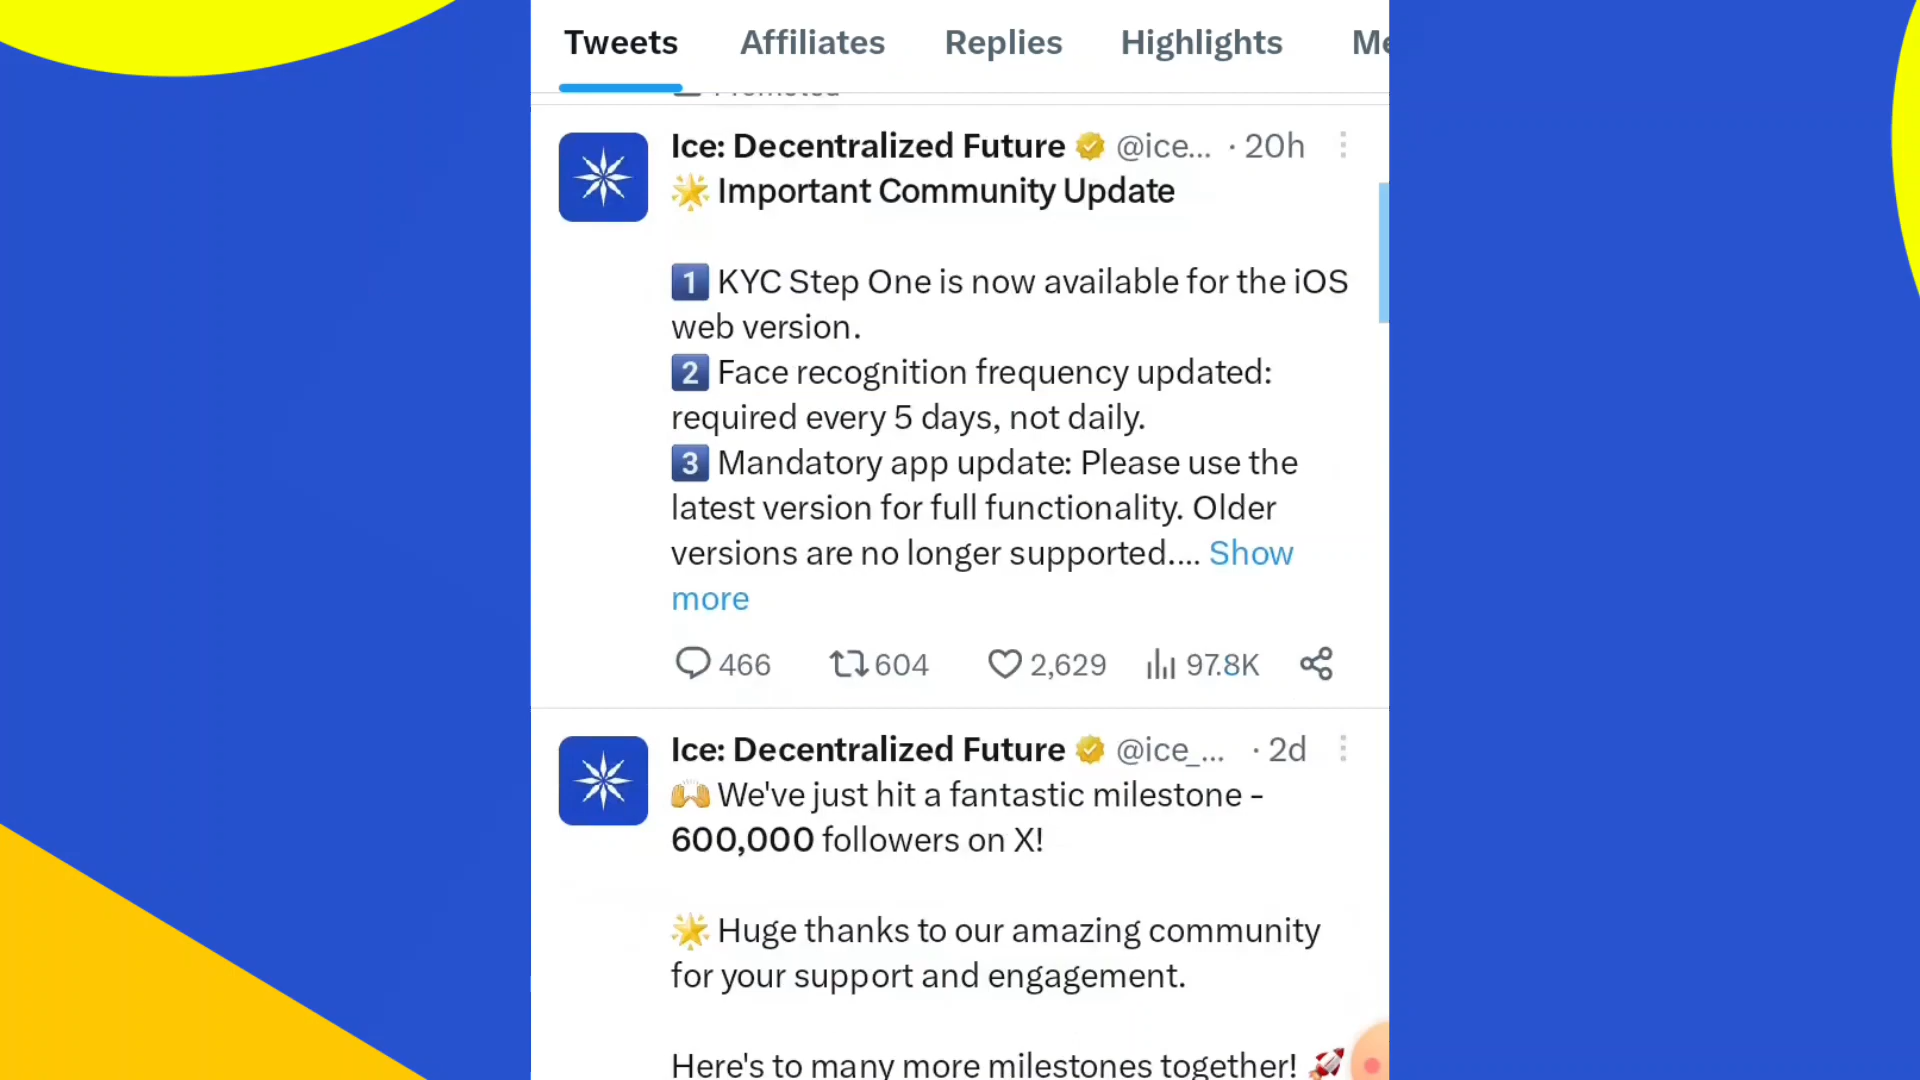 Tweets Affiliates Replies Highlights Me
Promoted
Ice: Decentralized Future @ice... · 20h
🌟 Important Community Update
1️⃣ KYC Step One is now available for the iOS
web version.
2️⃣ Face recognition frequency updated:
required every 5 days, not daily.
3️⃣ Mandatory app update: Please use the
latest version for full functionality. Older
versions are no longer supported.... Show
more
466 604 2,629 97.8K
Ice: Decentralized Future @ice_... · 2d
🙌 We've just hit a fantastic milestone -
600,000 followers on X!
🌟 Huge thanks to our amazing community
for your support and engagement.
Here's to many more milestones together! 🚀